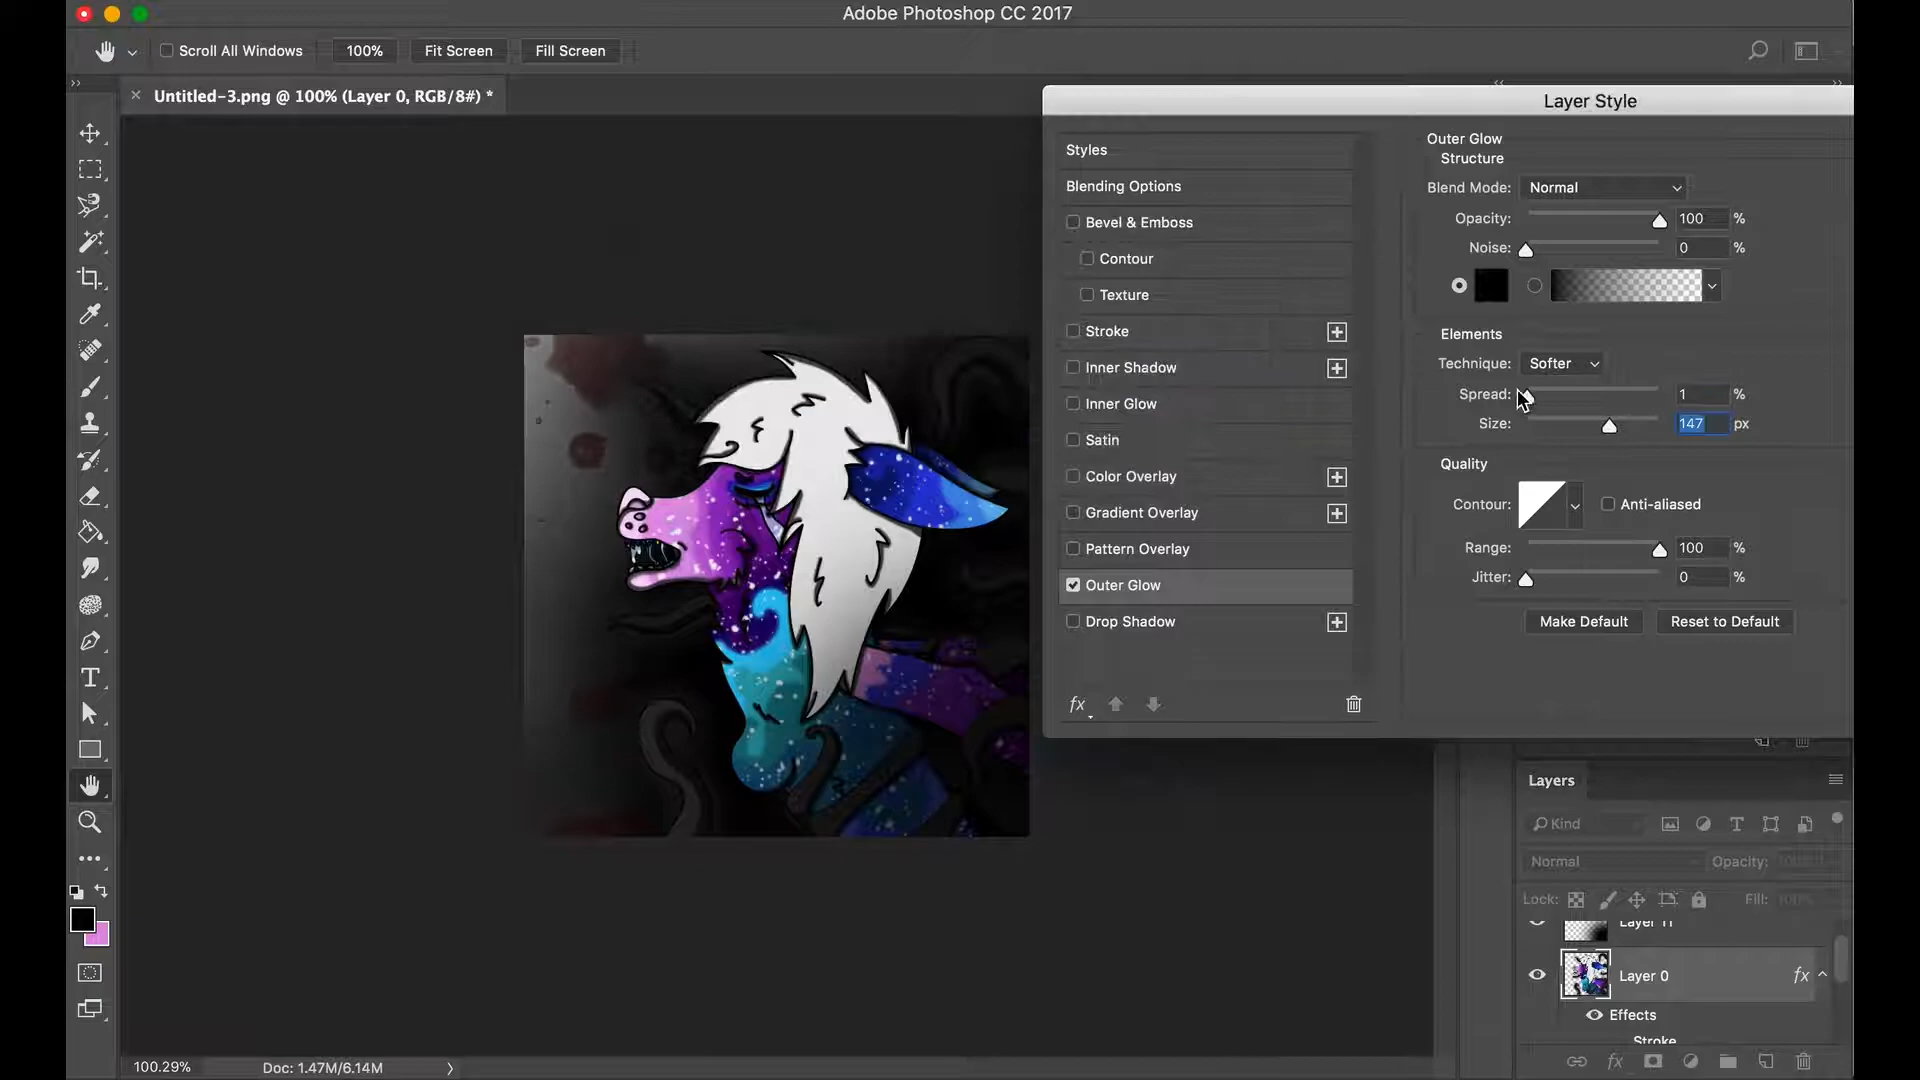 Adobe Photoshop CC 2017
Scroll All Windows 100% Fit Screen Fill Screen
Untitled-3.png @ 100% (Layer 0, RGB/8#) *
Layer Style
Styles
Blending Options
Bevel & Emboss
Contour
Texture
Stroke
Inner Shadow
Inner Glow
Satin
Color Overlay
Gradient Overlay
Pattern Overlay
Outer Glow
Drop Shadow
fx
Outer Glow
Structure
Blend Mode: Normal
Opacity: 100 %
Noise: 0 %
Elements
Technique: Softer
Spread: 1 %
Size: 147 px
Quality
Contour: Anti-aliased
Range: 100 %
Jitter: 0 %
Make Default Reset to Default
Layers
Kind
Normal Opacity: 100%
Lock: Fill: 100%
Layer 11
Layer 0 fx
Effects
Stroke
fx
100.29% Doc: 1.47M/6.14M